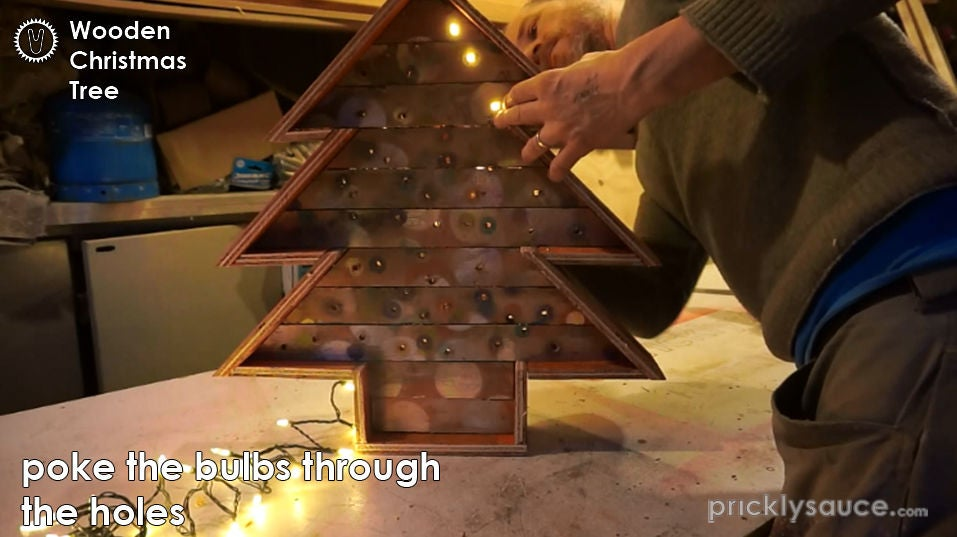 Wooden
Christmas
Tree
poke the bulbs through
the holes
pricklysauce.com